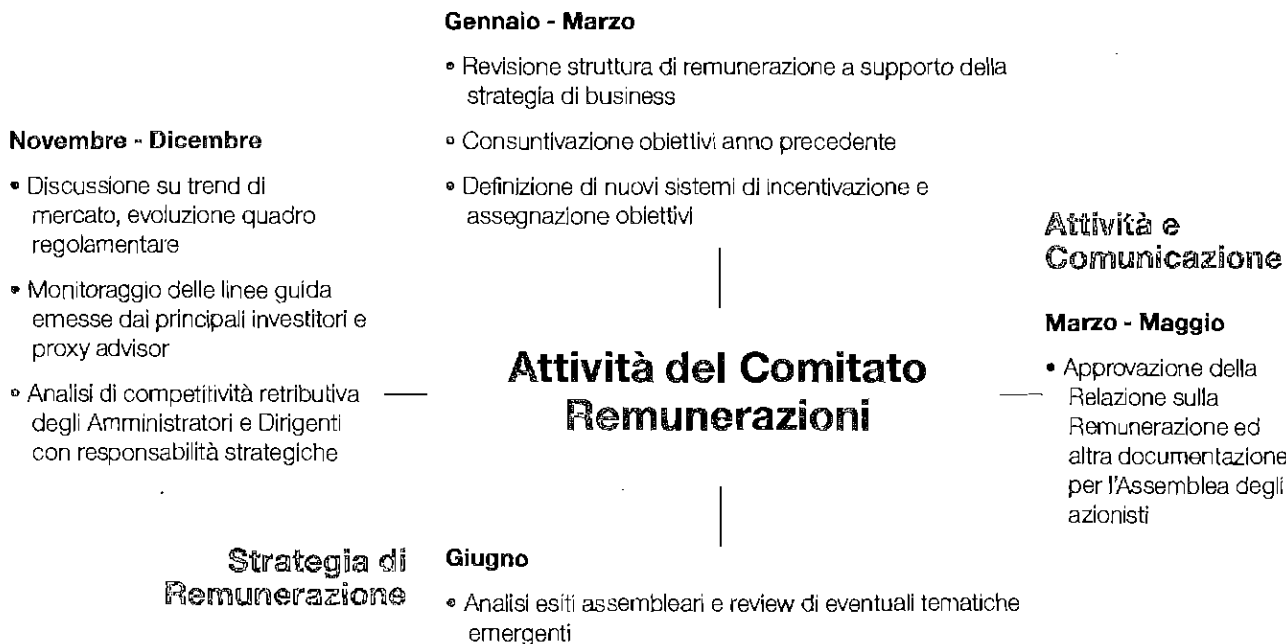 Gennaio - Marzo
• Revisione struttura di remunerazione a supporto della
strategia di business
• Consuntivazione obiettivi anno precedente
• Definizione di nuovi sistemi di incentivazione e
assegnazione obiettivi
Novembre - Dicembre
• Discussione su trend di
mercato, evoluzione quadro
regolamentare
• Monitoraggio delle linee guida
emesse dai principali investitori e
proxy advisor
• Analisi di competitività retributiva
degli Amministratori e Dirigenti
con responsabilità strategiche
Attività e
Comunicazione
Marzo - Maggio
• Approvazione della
Relazione sulla
Remunerazione ed
altra documentazione
per l'Assemblea degli
azionisti
Attività del Comitato
Remunerazioni
Strategia di
Remunerazione
Giugno
• Analisi esiti assembleari e review di eventuali tematiche
emergenti